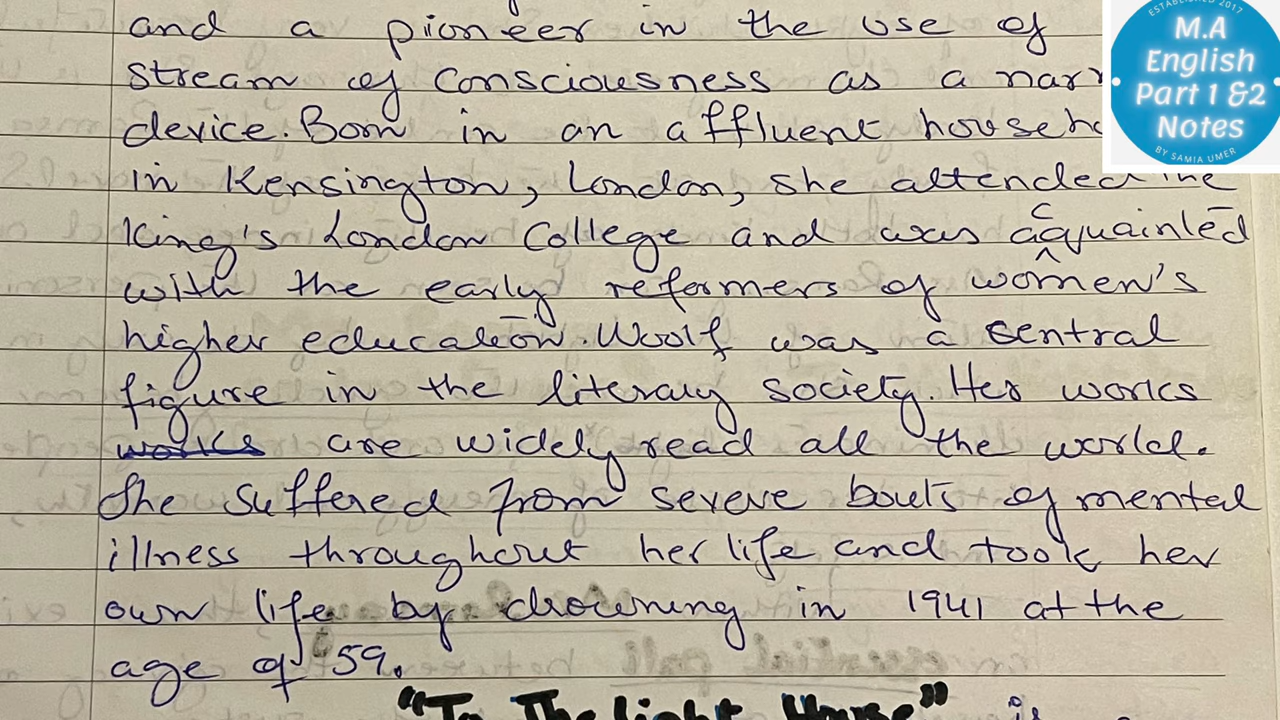 and a pioneer in the use of
stream of consciousness as a narr
device. Born in an affluent househo
in Kensington, London, she attended the
King's London College and was acquainted
with the early reformers of women's
higher education. Woolf was a central
figure in the literary society. Her works
works are widely read all the world.
She suffered from severe bouts of mental
illness throughout her life and took her
own life by drowning in 1941 at the
age of 59.
"To The Light House" is
ESTABLISHED 2017
M.A
English
Part 1 &2
Notes
BY SAMIA UMER